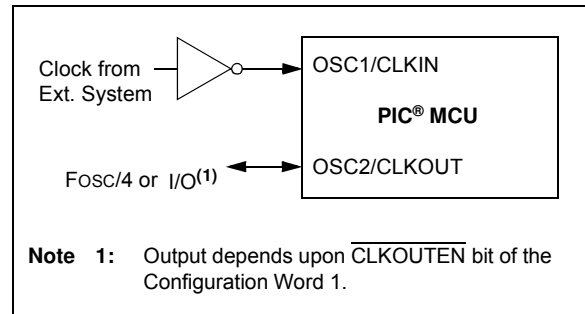 Clock from
Ext. System
OSC1/CLKIN
PIC® MCU
FOSC/4 or I/O(1)
OSC2/CLKOUT
Note 1: Output depends upon CLKOUTEN bit of the
Configuration Word 1.